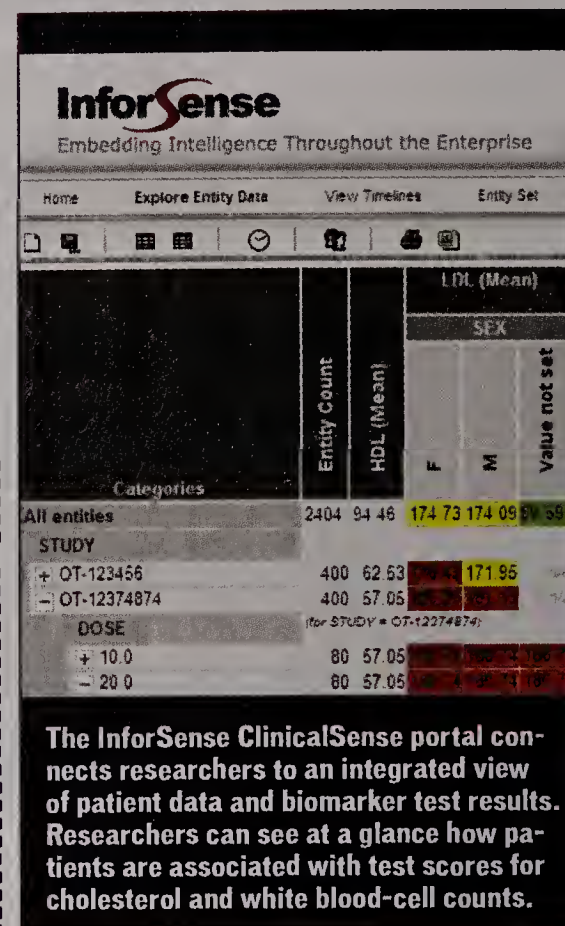 InforSense
Embedding Intelligence Throughout the Enterprise
Home Explore Entity Data View Timelines Entity Set
LDL (Mean)
SEX
Categories Entity Count HDL (Mean) F M Value not set
All entities 2404 94.46 174.73 174.09
STUDY
+ OT-123456 400 62.53 171.95
- OT-12374874 400 57.05
DOSE (for STUDY = OT-12374874)
+ 10.0 80 57.05
- 20.0 80 57.05
The InforSense ClinicalSense portal con-
nects researchers to an integrated view
of patient data and biomarker test results.
Researchers can see at a glance how pa-
tients are associated with test scores for
cholesterol and white blood-cell counts.